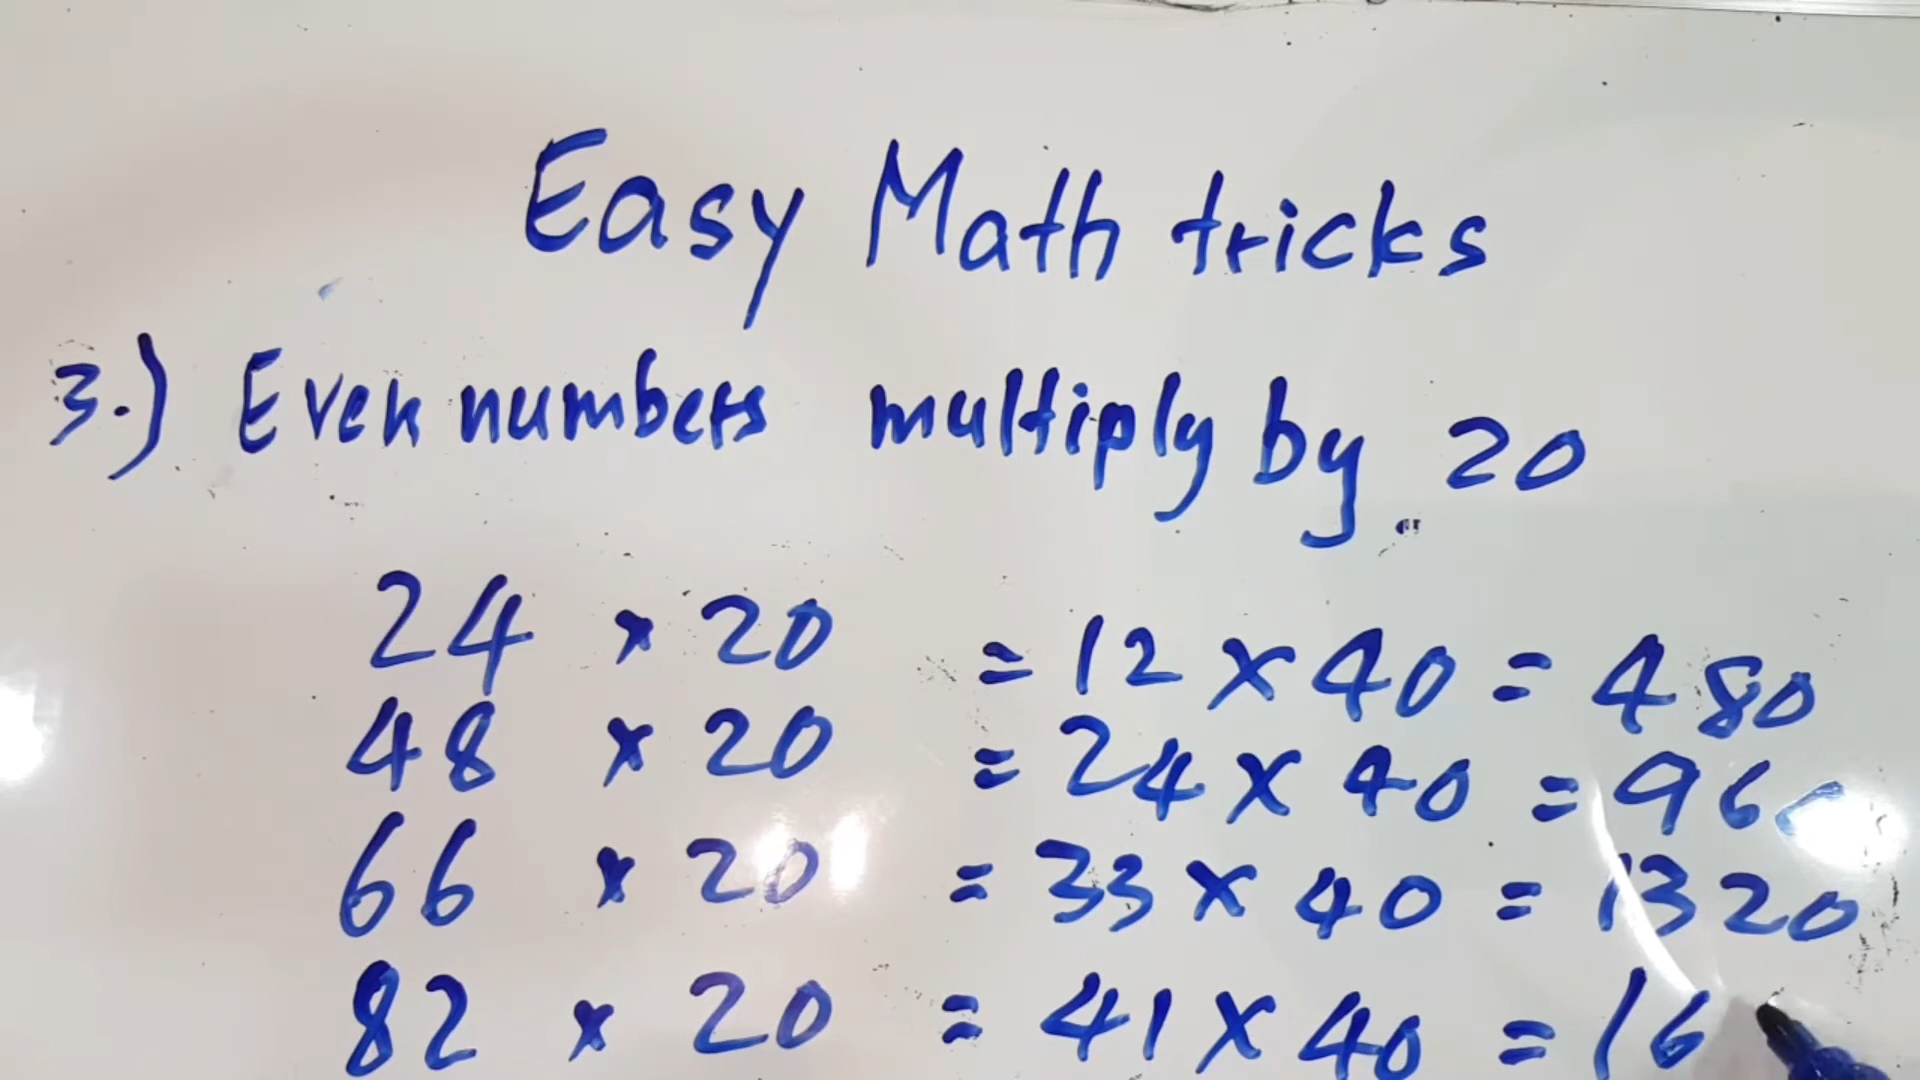 Easy Math tricks
3.) Even numbers multiply by 20
24 × 20 = 12 × 40 = 480
48 × 20 = 24 × 40 = 960
66 × 20 = 33 × 40 = 1320
82 × 20 = 41 × 40 = 16